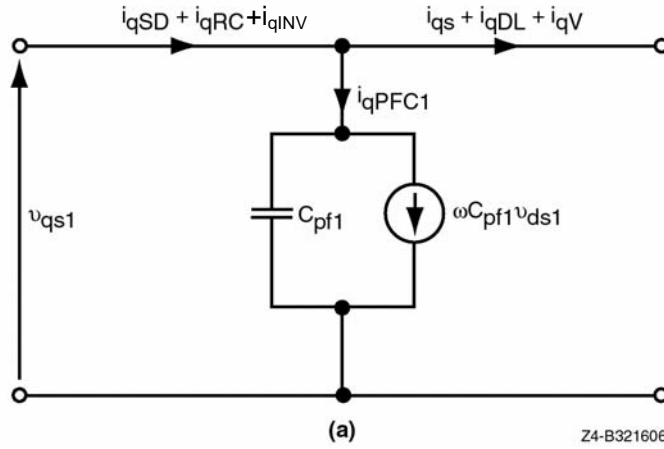 iqSD + iqRC+iqINV
iqs + iqDL + iqV
iqPFC1
υqs1
Cpf1
ωCpf1υds1
(a)
Z4-B321606